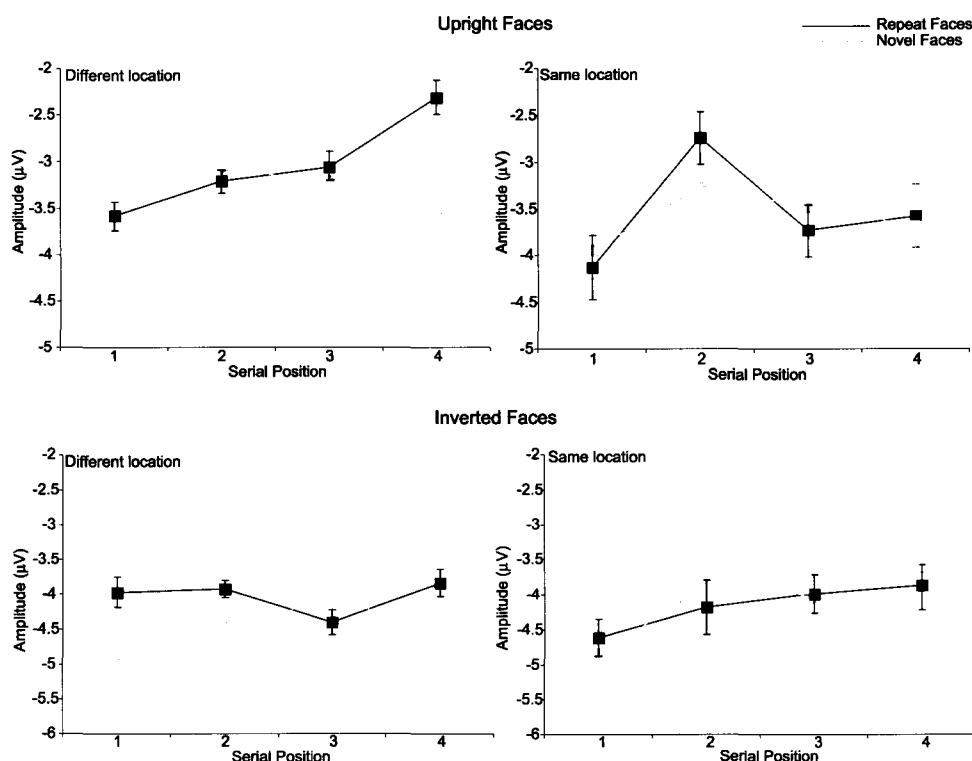 Upright Faces
Repeat Faces
Novel Faces
Different location
-2
-2.5
-3
-3.5
-4
-4.5
-5
Amplitude (µV)
1 2 3 4
Serial Position
Same location
-2
-2.5
-3
-3.5
-4
-4.5
-5
Amplitude (µV)
1 2 3 4
Serial Position
Inverted Faces
Different location
-2
-2.5
-3
-3.5
-4
-4.5
-5
-5.5
-6
Amplitude (µV)
1 2 3 4
Serial Position
Same location
-2
-2.5
-3
-3.5
-4
-4.5
-5
-5.5
-6
Amplitude (µV)
1 2 3 4
Serial Position